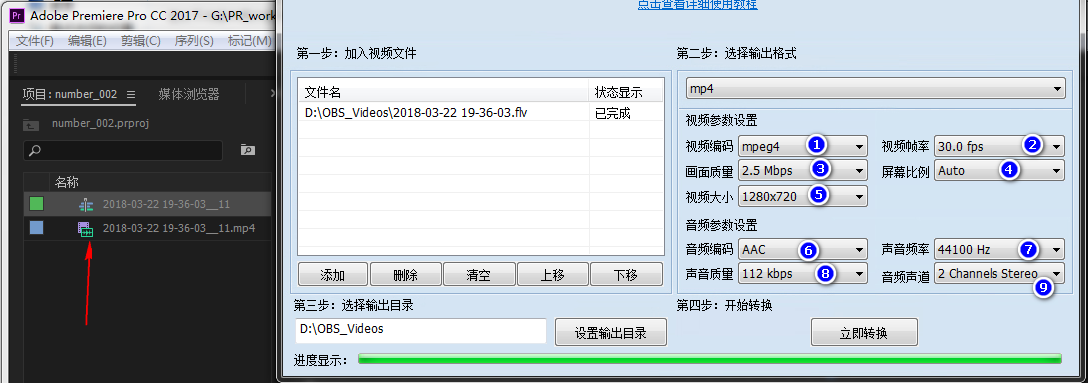 Adobe Premiere Pro CC 2017 - G:\PR_work
文件(F) 编辑(E) 剪辑(C) 序列(S) 标记(M)
项目: number_002
媒体浏览器
number_002.prproj
名称
2018-03-22 19-36-03__11
2018-03-22 19-36-03__11.mp4
点击查看详细使用教程
第一步：加入视频文件
文件名 状态显示
D:\OBS_Videos\2018-03-22 19-36-03.flv 已完成
添加 删除 清空 上移 下移
第三步：选择输出目录
D:\OBS_Videos 设置输出目录
进度显示：
第二步：选择输出格式
mp4
视频参数设置
视频编码 mpeg4 1 视频帧率 30.0 fps 2
画面质量 2.5 Mbps 3 屏幕比例 Auto 4
视频大小 1280x720 5
音频参数设置
音频编码 AAC 6 声音频率 44100 Hz 7
声音质量 112 kbps 8 音频声道 2 Channels Stereo 9
第四步：开始转换
立即转换